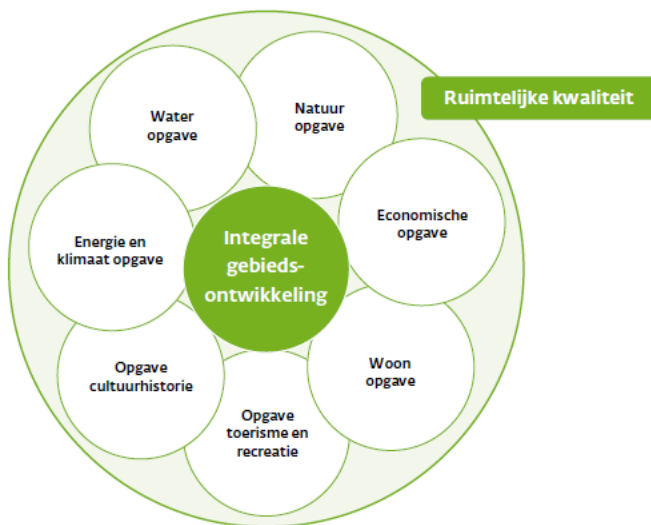 Ruimtelijke kwaliteit
Natuur
opgave
Water
opgave
Economische
opgave
Energie en
klimaat opgave
Integrale
gebieds-
ontwikkeling
Woon
opgave
Opgave
cultuurhistorie
Opgave
toerisme en
recreatie